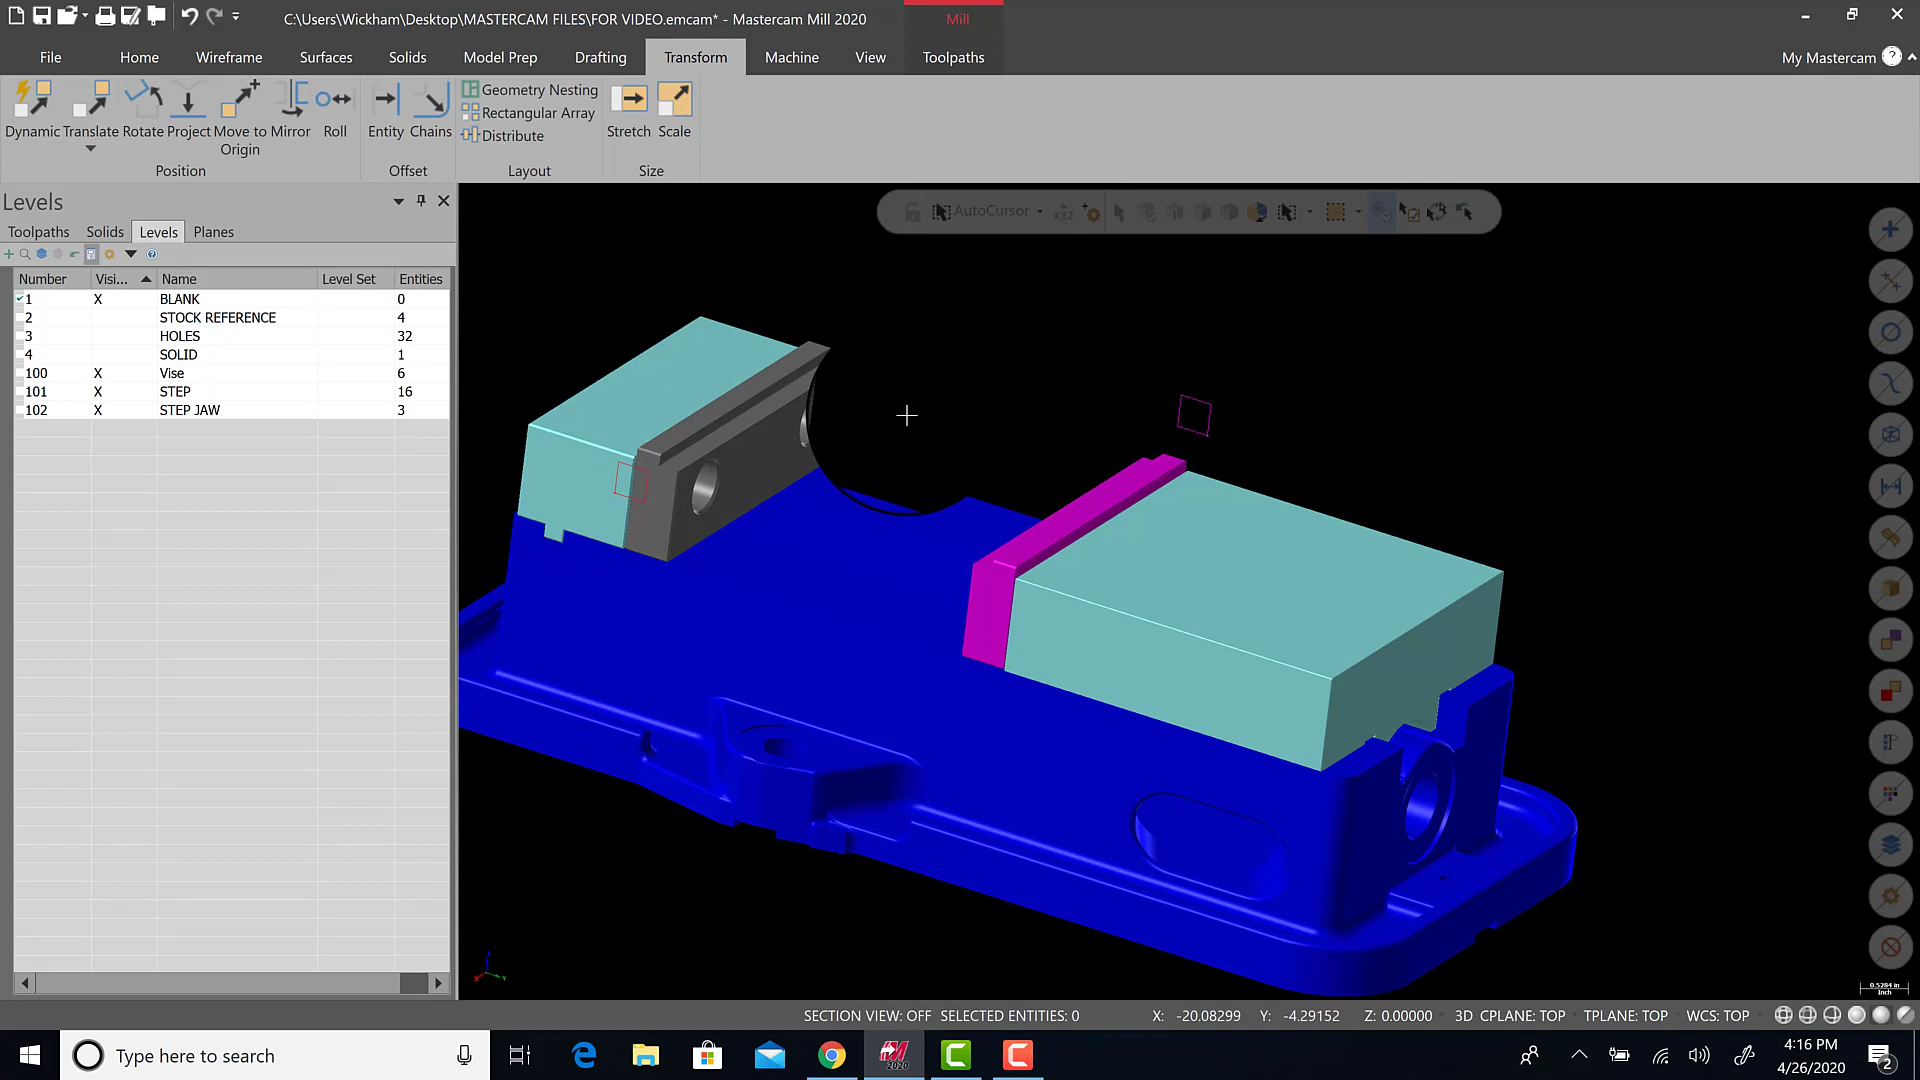 C:\Users\Wickham\Desktop\MASTERCAM FILES\FOR VIDEO.emcam* - Mastercam Mill 2020
Mill
File Home Wireframe Surfaces Solids Model Prep Drafting Transform Machine View Toolpaths My Mastercam ?
Dynamic Translate Rotate Project Move to Origin Mirror Roll
Entity Chains
Geometry Nesting
Rectangular Array
Distribute
Stretch Scale
Position Offset Layout Size
Levels
Toolpaths Solids Levels Planes
AutoCursor
XYZ
Number Visi... Name Level Set Entities
1 X BLANK 0
2 STOCK REFERENCE 4
3 HOLES 32
4 SOLID 1
100 X Vise 6
101 X STEP 16
102 X STEP JAW 3
0.5284 in
Inch
SECTION VIEW: OFF SELECTED ENTITIES: 0 X: -20.08299 Y: -4.29152 Z: 0.00000 3D CPLANE: TOP TPLANE: TOP WCS: TOP
Type here to search
2020
4:16 PM
4/26/2020
2